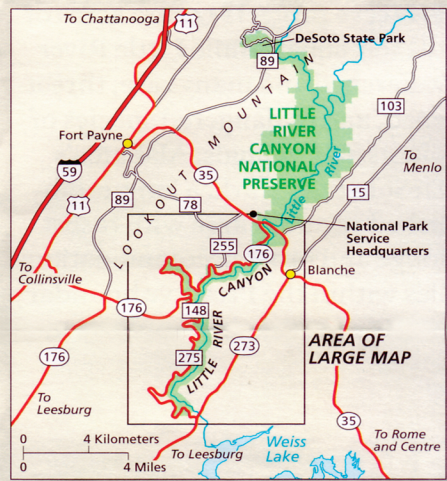 To Chattanooga
11
DeSoto State Park
89
LOOKOUT MOUNTAIN
103
LITTLE
RIVER
CANYON
NATIONAL
PRESERVE
Fort Payne
Little River
To
Menlo
59
35
11
89
78
15
National Park
Service
Headquarters
255
176
Blanche
To
Collinsville
LITTLE RIVER CANYON
176
148
AREA OF
LARGE MAP
176
275
273
To
Leesburg
35
To Leesburg
Weiss
Lake
To Rome
and Centre
0 4 Kilometers
0 4 Miles